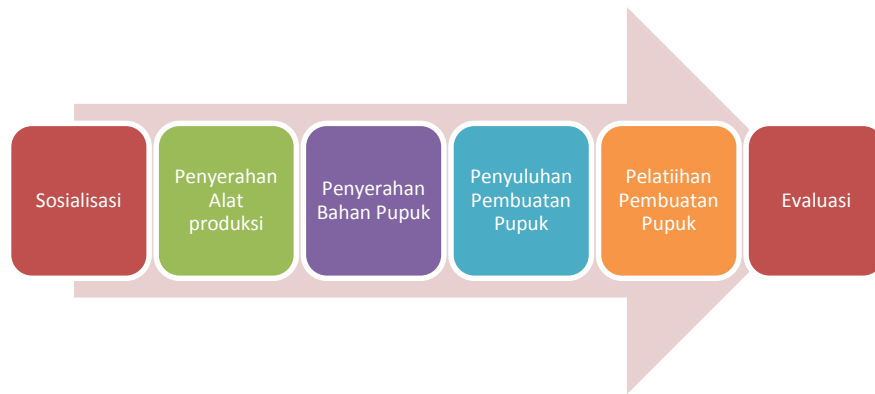 Sosialisasi
Penyerahan
Alat
produksi
Penyerahan
Bahan Pupuk
Penyuluhan
Pembuatan
Pupuk
Pelatiihan
Pembuatan
Pupuk
Evaluasi